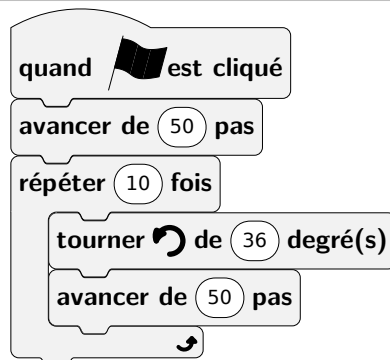 quand est cliqué
avancer de 50 pas
répéter 10 fois
tourner de 36 degré(s)
avancer de 50 pas